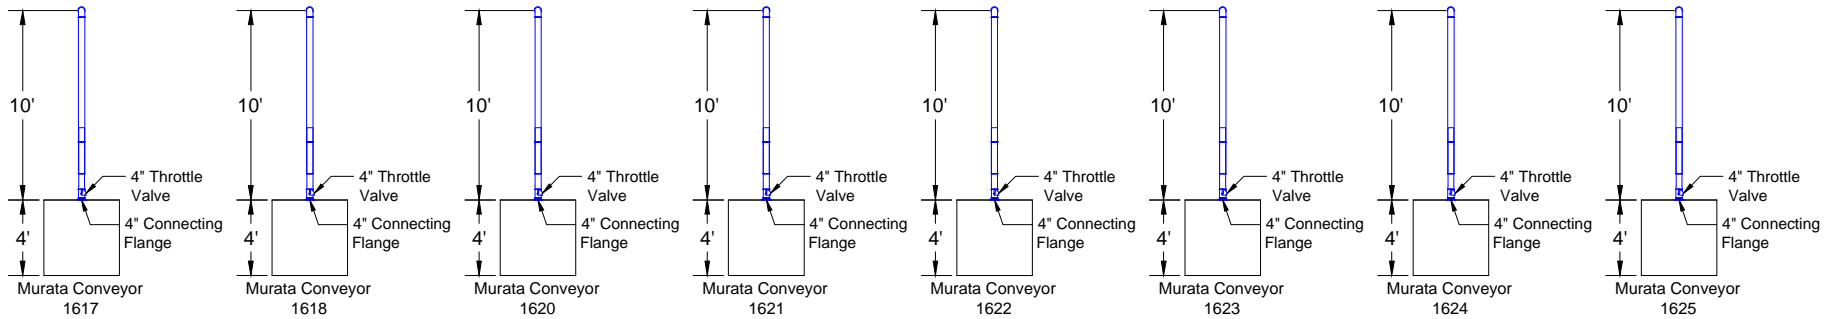 10'
4" Throttle
Valve
4" Connecting
Flange
4'
Murata Conveyor
1617
10'
4" Throttle
Valve
4" Connecting
Flange
4'
Murata Conveyor
1618
10'
4" Throttle
Valve
4" Connecting
Flange
4'
Murata Conveyor
1620
10'
4" Throttle
Valve
4" Connecting
Flange
4'
Murata Conveyor
1621
10'
4" Throttle
Valve
4" Connecting
Flange
4'
Murata Conveyor
1622
10'
4" Throttle
Valve
4" Connecting
Flange
4'
Murata Conveyor
1623
10'
4" Throttle
Valve
4" Connecting
Flange
4'
Murata Conveyor
1624
10'
4" Throttle
Valve
4" Connecting
Flange
4'
Murata Conveyor
1625